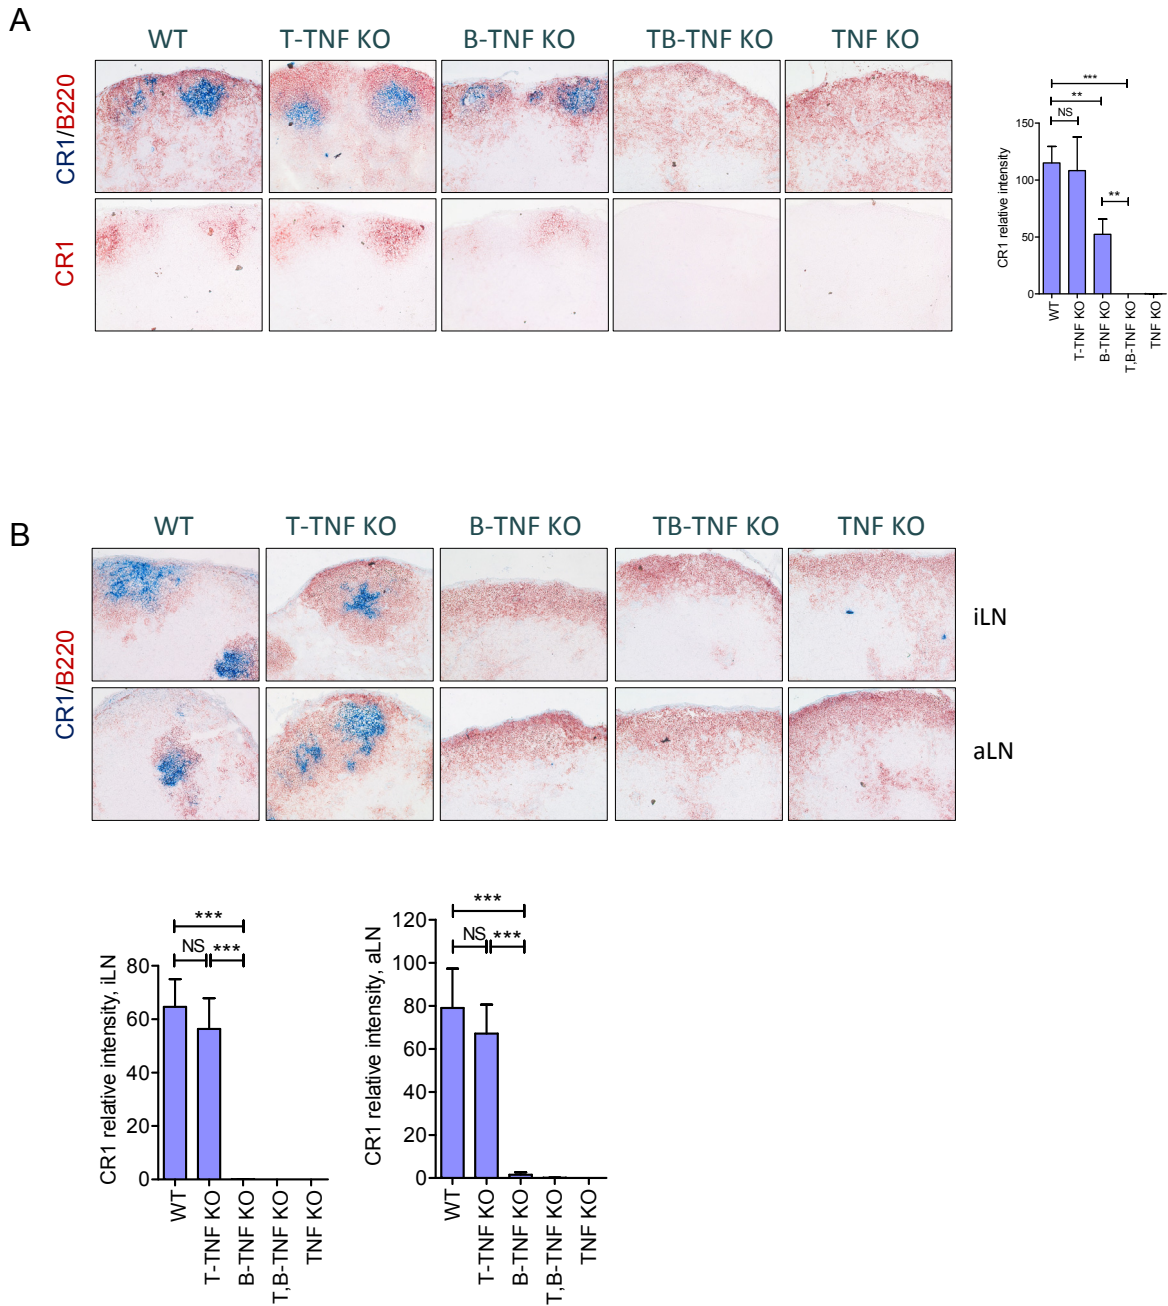 A
WT T-TNF KO B-TNF KO TB-TNF KO TNF KO
CR1/B220
CR1
***
**
NS
**
CR1 relative intensity
150
100
50
0
WT
T-TNF KO
B-TNF KO
T,B-TNF KO
TNF KO
B
WT T-TNF KO B-TNF KO TB-TNF KO TNF KO
CR1/B220
iLN
aLN
***
NS ***
CR1 relative intensity, iLN
80
60
40
20
0
WT
T-TNF KO
B-TNF KO
T,B-TNF KO
TNF KO
***
NS ***
CR1 relative intensity, aLN
120
100
80
60
40
20
0
WT
T-TNF KO
B-TNF KO
T,B-TNF KO
TNF KO